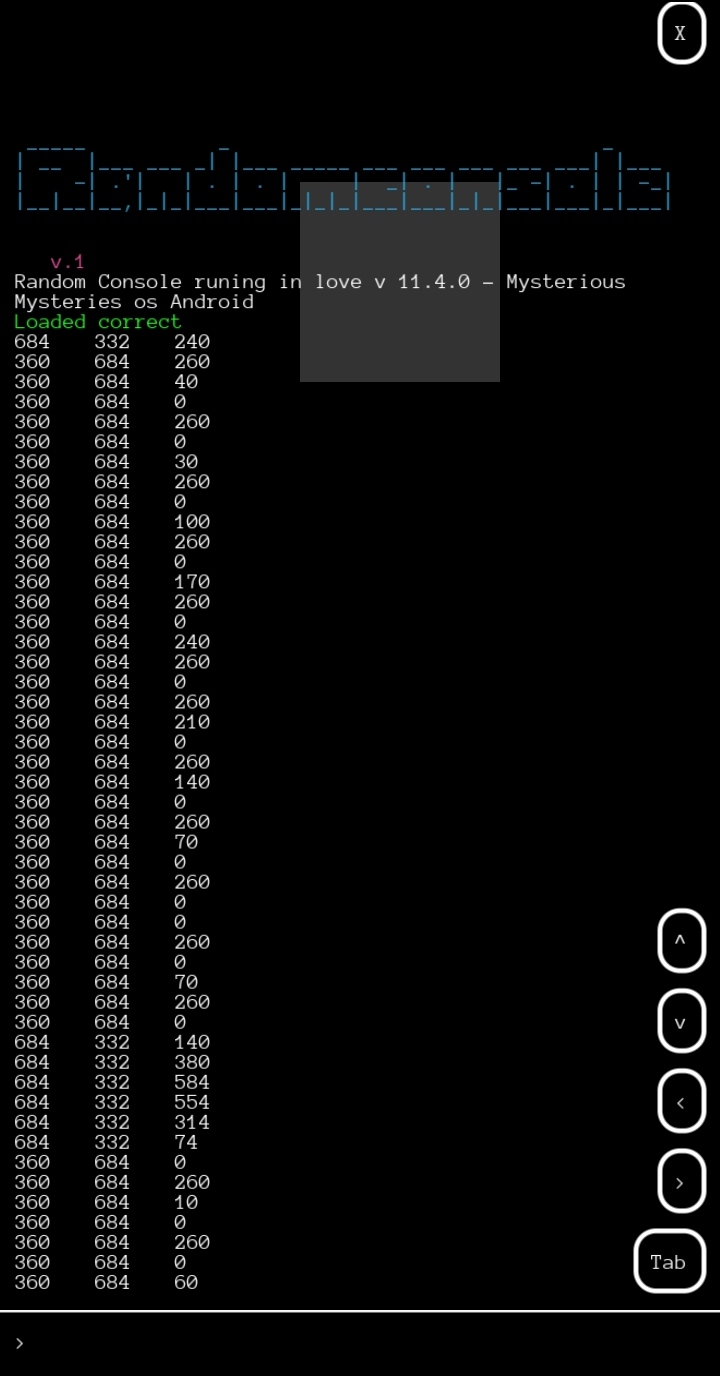 X
Randomconsole
v.1
Random Console runing in love v 11.4.0 - Mysterious
Mysteries os Android
Loaded correct
684 332 240
360 684 260
360 684 40
360 684 0
360 684 260
360 684 0
360 684 30
360 684 260
360 684 0
360 684 100
360 684 260
360 684 0
360 684 170
360 684 260
360 684 0
360 684 240
360 684 260
360 684 0
360 684 260
360 684 210
360 684 0
360 684 260
360 684 140
360 684 0
360 684 260
360 684 70
360 684 0
360 684 260
360 684 0
360 684 0
360 684 260
360 684 0
360 684 70
360 684 260
360 684 0
684 332 140
684 332 380
684 332 584
684 332 554
684 332 314
684 332 74
360 684 0
360 684 260
360 684 10
360 684 0
360 684 260
360 684 0
360 684 60
^
v
<
>
Tab
>